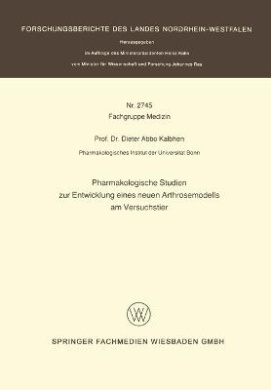 FORSCHUNGSBERICHTE DES LANDES NORDRHEIN-WESTFALEN
Herausgegeben
im Auftrage des Ministerpräsidenten Heinz Kühn
vom Minister für Wissenschaft und Forschung Johannes Rau
Nr. 2745
Fachgruppe Medizin
Prof. Dr. Dieter Abbo Kalbhen
Pharmakologisches Institut der Universität Bonn
Pharmakologische Studien
zur Entwicklung eines neuen Arthrosemodells
am Versuchstier
SPRINGER FACHMEDIEN WIESBADEN GMBH